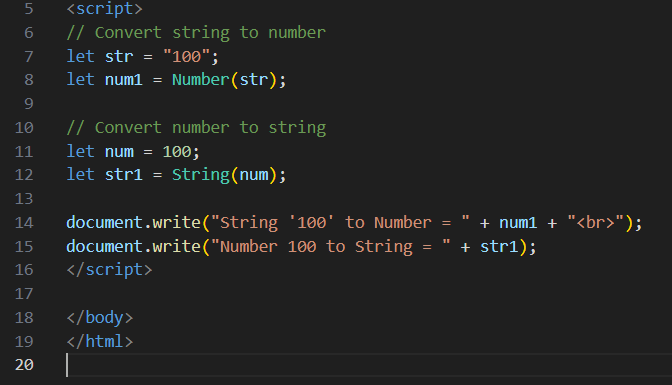 5 <script>
6 // Convert string to number
7 let str = "100";
8 let num1 = Number(str);
9
10 // Convert number to string
11 let num = 100;
12 let str1 = String(num);
13
14 document.write("String '100' to Number = " + num1 + "<br>");
15 document.write("Number 100 to String = " + str1);
16 </script>
17
18 </body>
19 </html>
20